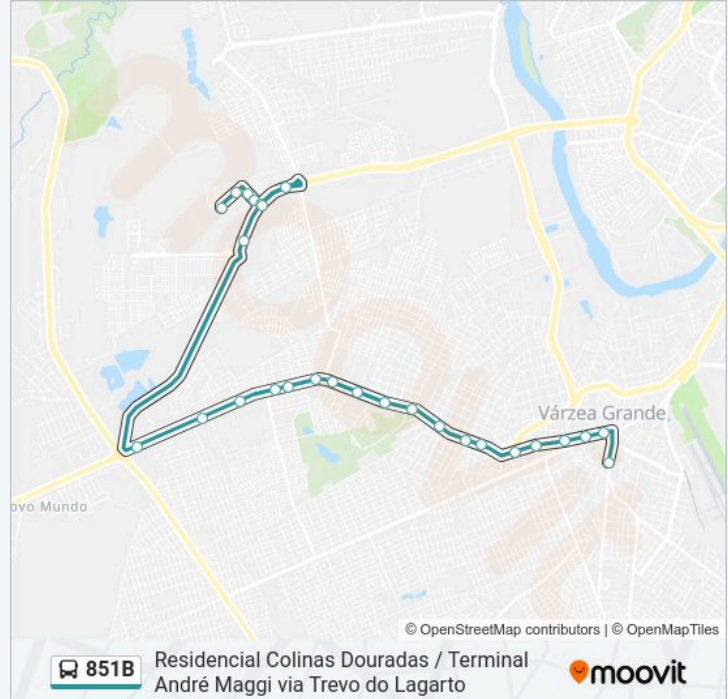 moovit
Várzea Grande
ovo Mundo
© OpenStreetMap contributors | © OpenMapTiles
851B
Residencial Colinas Douradas / Terminal
André Maggi via Trevo do Lagarto
moovit